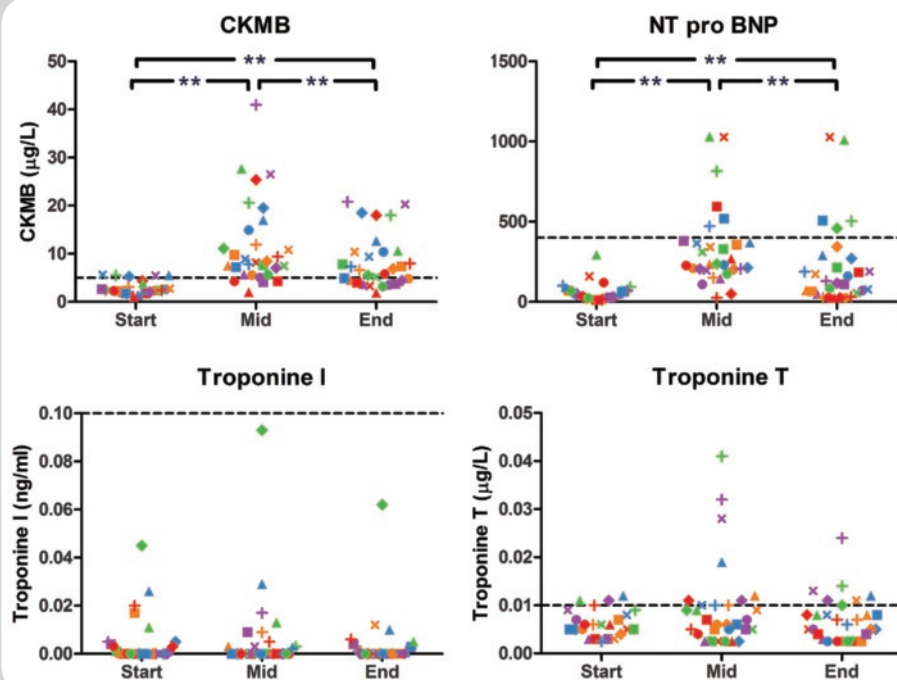 CKMB
NT pro BNP
**
**
**
**
**
**
CKMB (µg/L)
50
40
30
20
10
0
Start
Mid
End
1500
1000
500
0
Start
Mid
End
Troponine I
Troponine T
Troponine I (ng/ml)
0.10
0.08
0.06
0.04
0.02
0.00
Start
Mid
End
Troponine T (µg/L)
0.05
0.04
0.03
0.02
0.01
0.00
Start
Mid
End